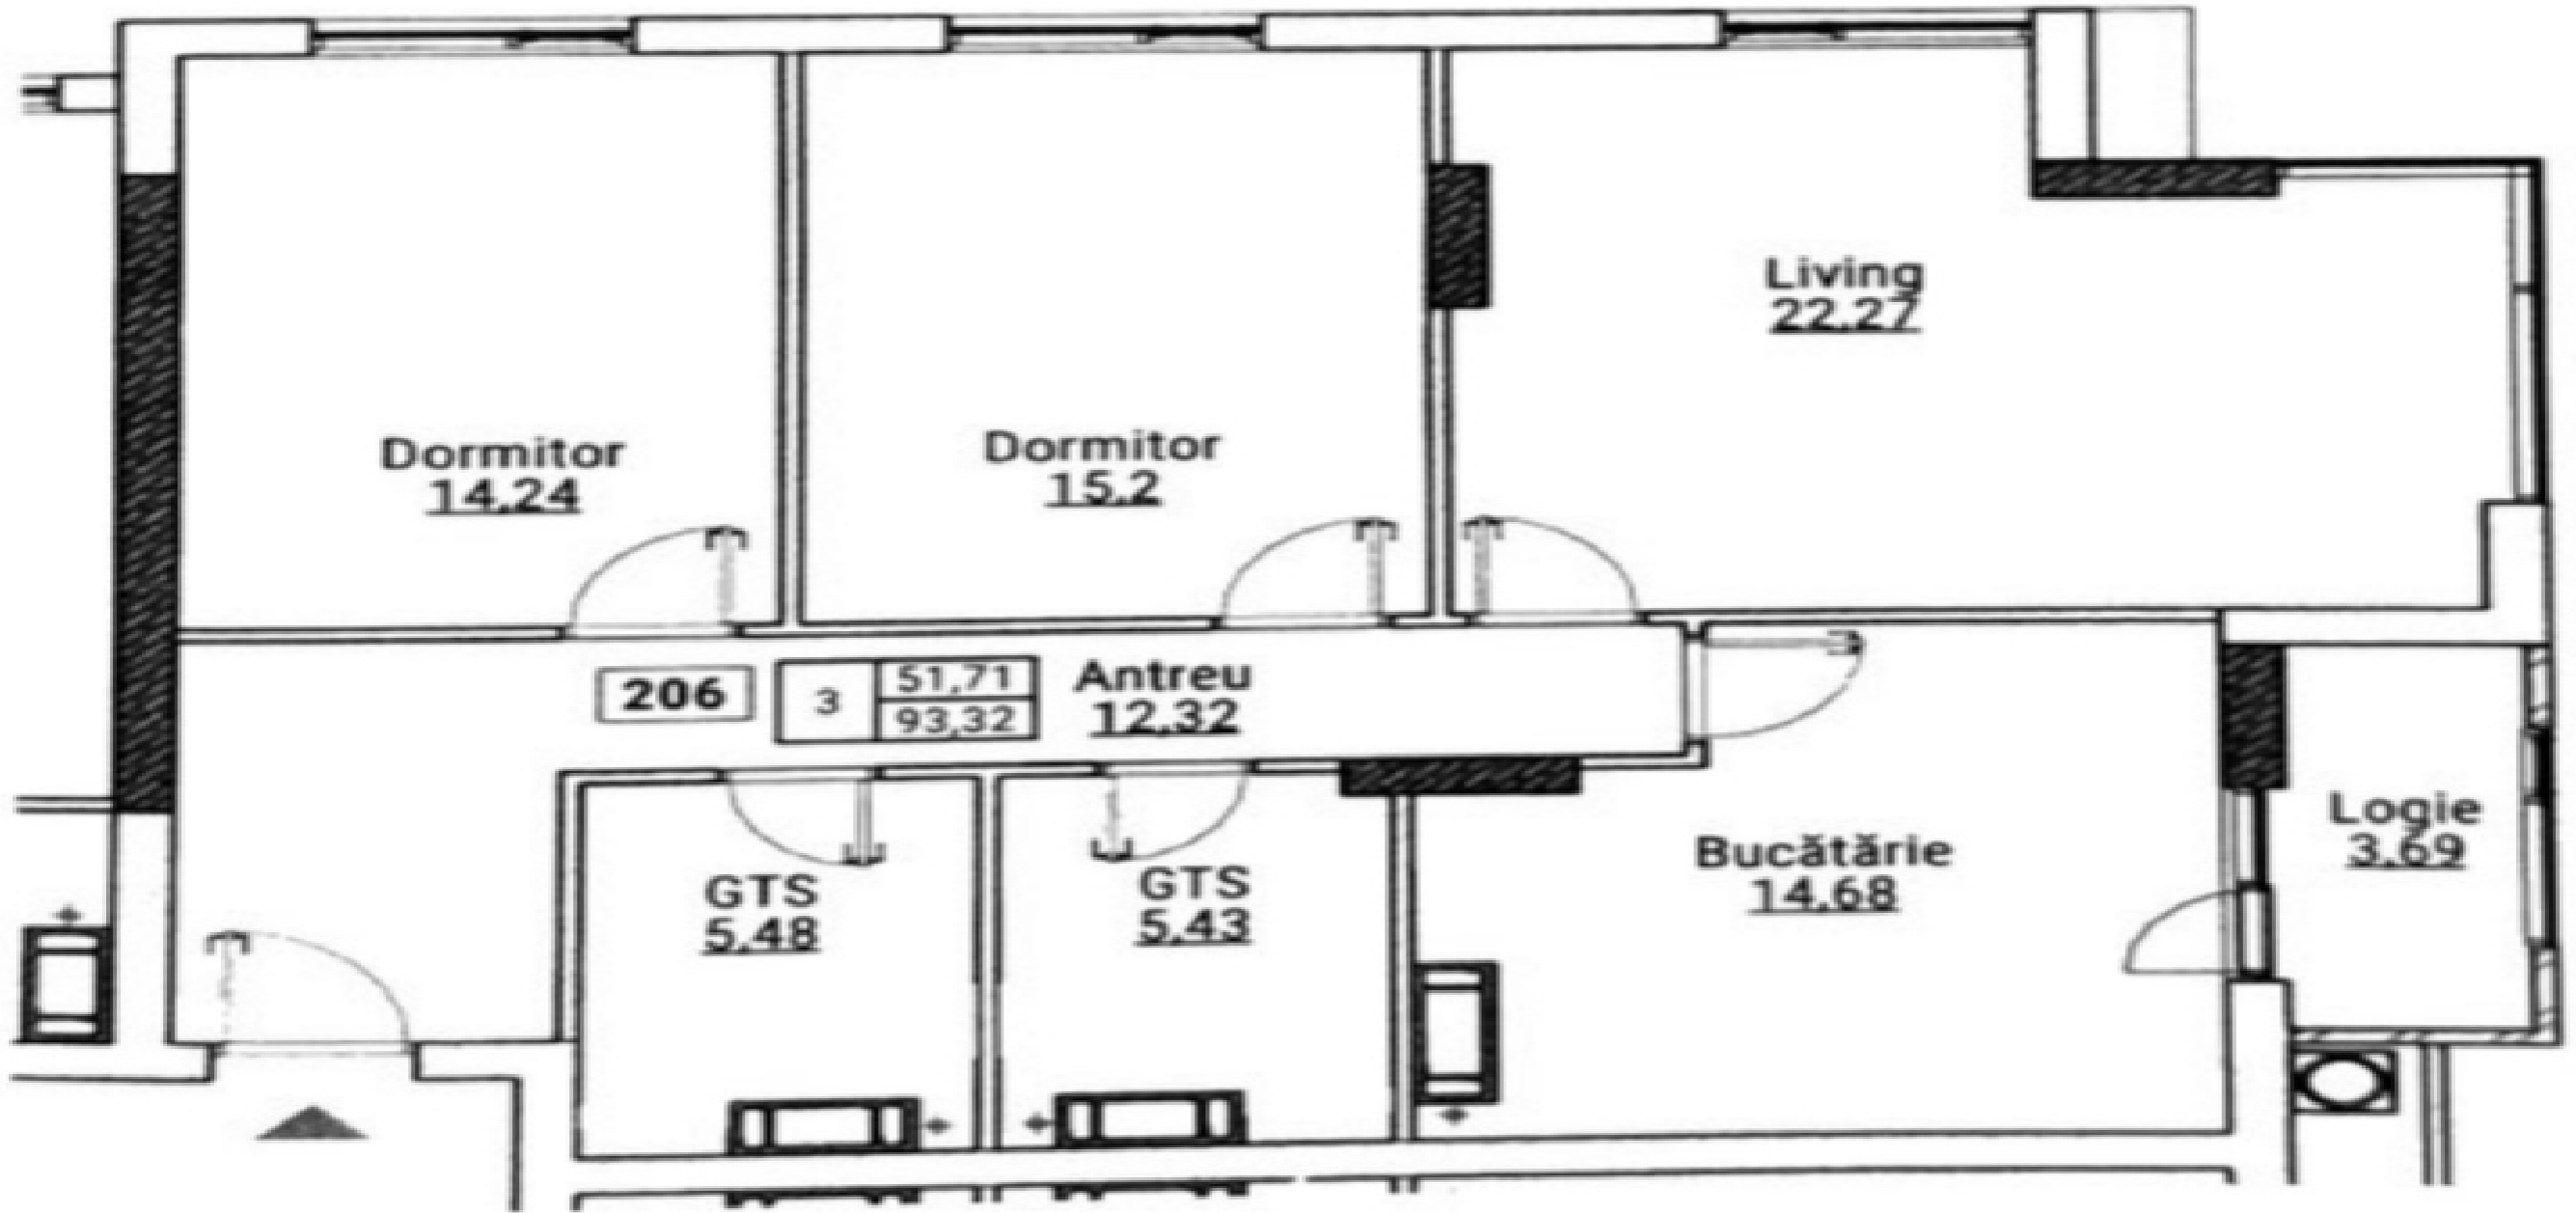 Living
22,27
Dormitor
14,24
Dormitor
15,2
206
3
51,71
93,32
Antreu
12,32
GTS
5,48
GTS
5,43
Bucătărie
14,68
Logie
3,69